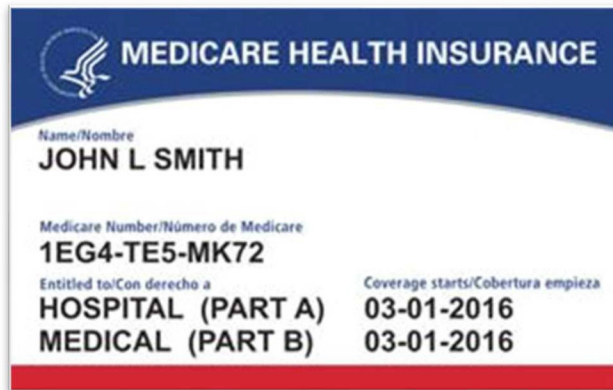 MEDICARE HEALTH INSURANCE
Name/Nombre
JOHN L SMITH
Medicare Number/Número de Medicare
1EG4-TE5-MK72
Entitled to/Con derecho a Coverage starts/Cobertura empieza
HOSPITAL (PART A) 03-01-2016
MEDICAL (PART B) 03-01-2016